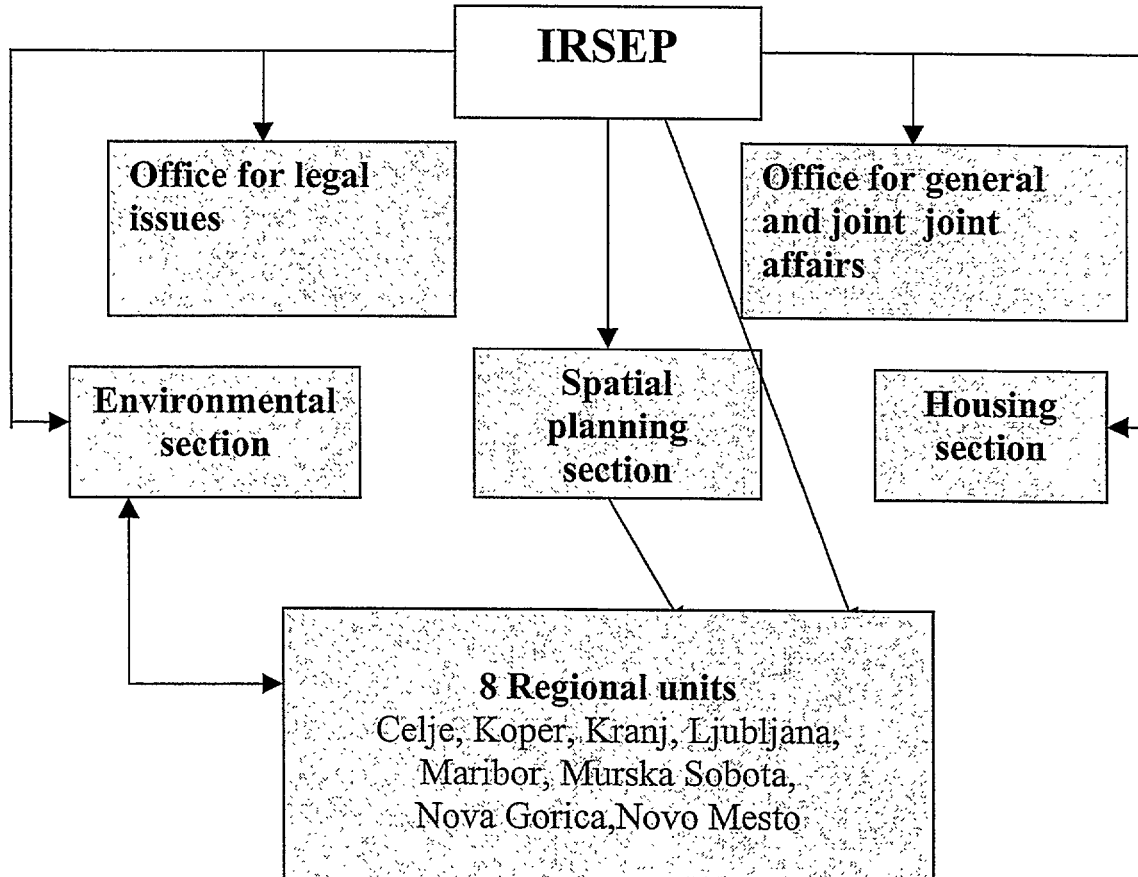 IRSEP
Office for legal
issues
Office for general
and joint joint
affairs
Environmental
section
Spatial
planning
section
Housing
section
8 Regional units
Celje, Koper, Kranj, Ljubljana,
Maribor, Murska Sobota,
Nova Gorica,Novo Mesto